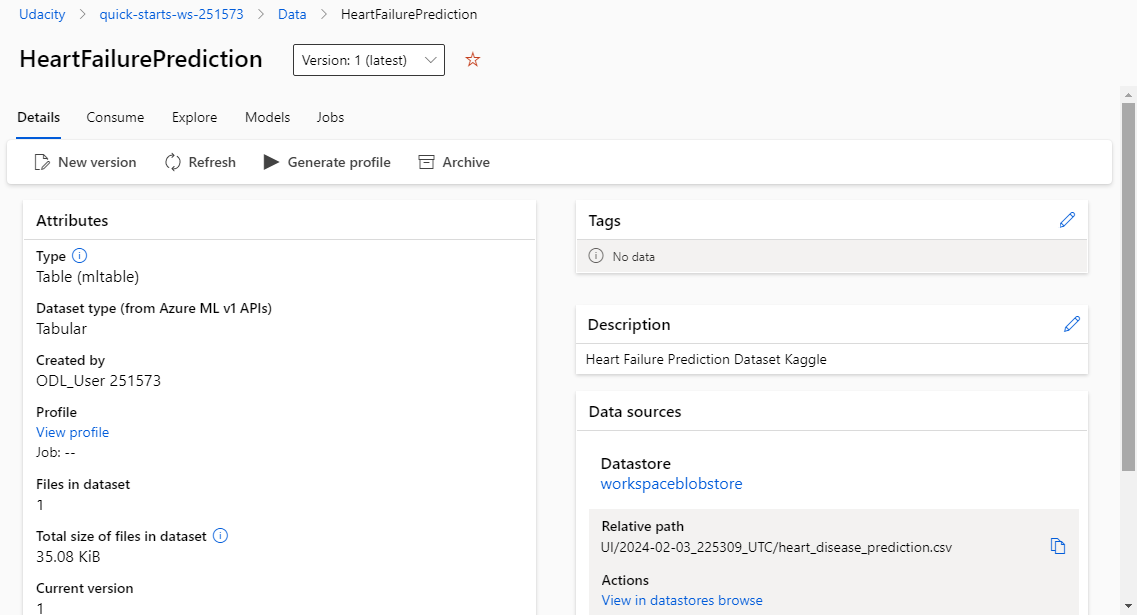 Udacity > quick-starts-ws-251573 > Data > HeartFailurePrediction
HeartFailurePrediction
Version: 1 (latest)
Details Consume Explore Models Jobs
New version Refresh Generate profile Archive
Attributes
Type
Table (mltable)
Dataset type (from Azure ML v1 APIs)
Tabular
Created by
ODL_User 251573
Profile
View profile
Job: --
Files in dataset
1
Total size of files in dataset
35.08 KiB
Current version
1
Tags
No data
Description
Heart Failure Prediction Dataset Kaggle
Data sources
Datastore
workspaceblobstore
Relative path
UI/2024-02-03_225309_UTC/heart_disease_prediction.csv
Actions
View in datastores browse